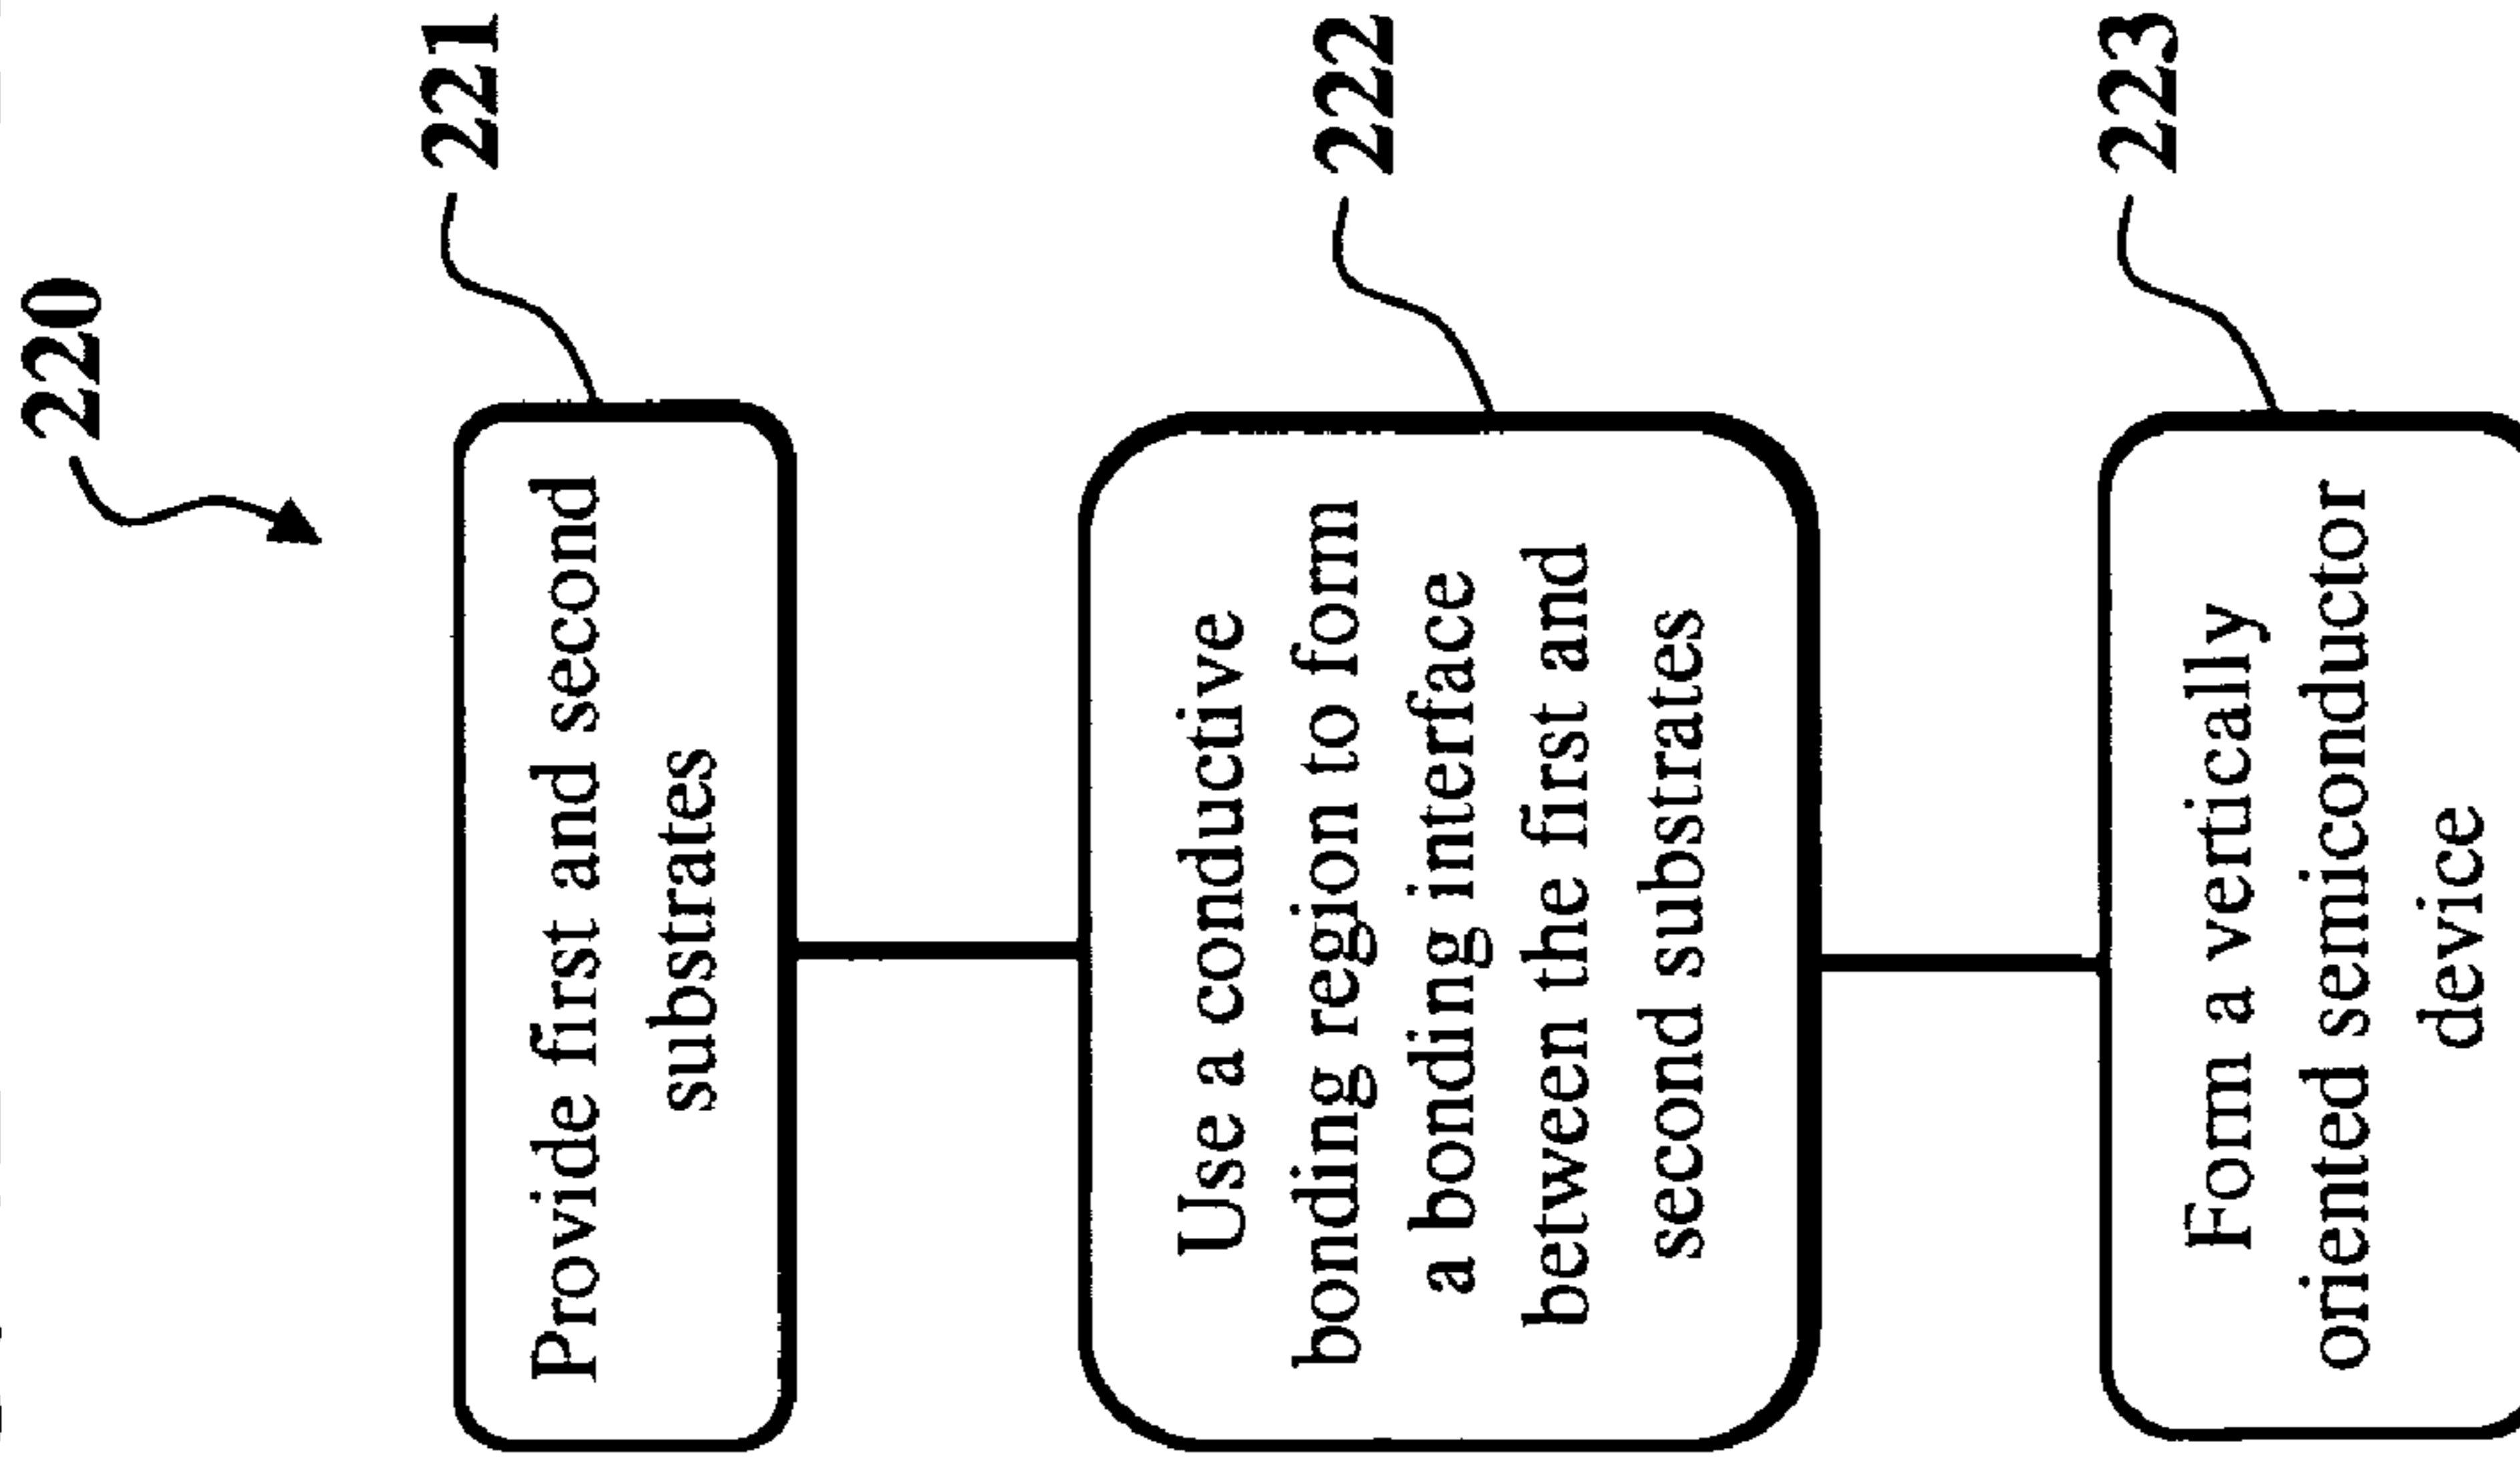 220
221
Provide first and second
substrates
222
Use a conductive
bonding region to form
a bonding interface
between the first and
second substrates
223
Form a vertically
oriented semiconductor
device